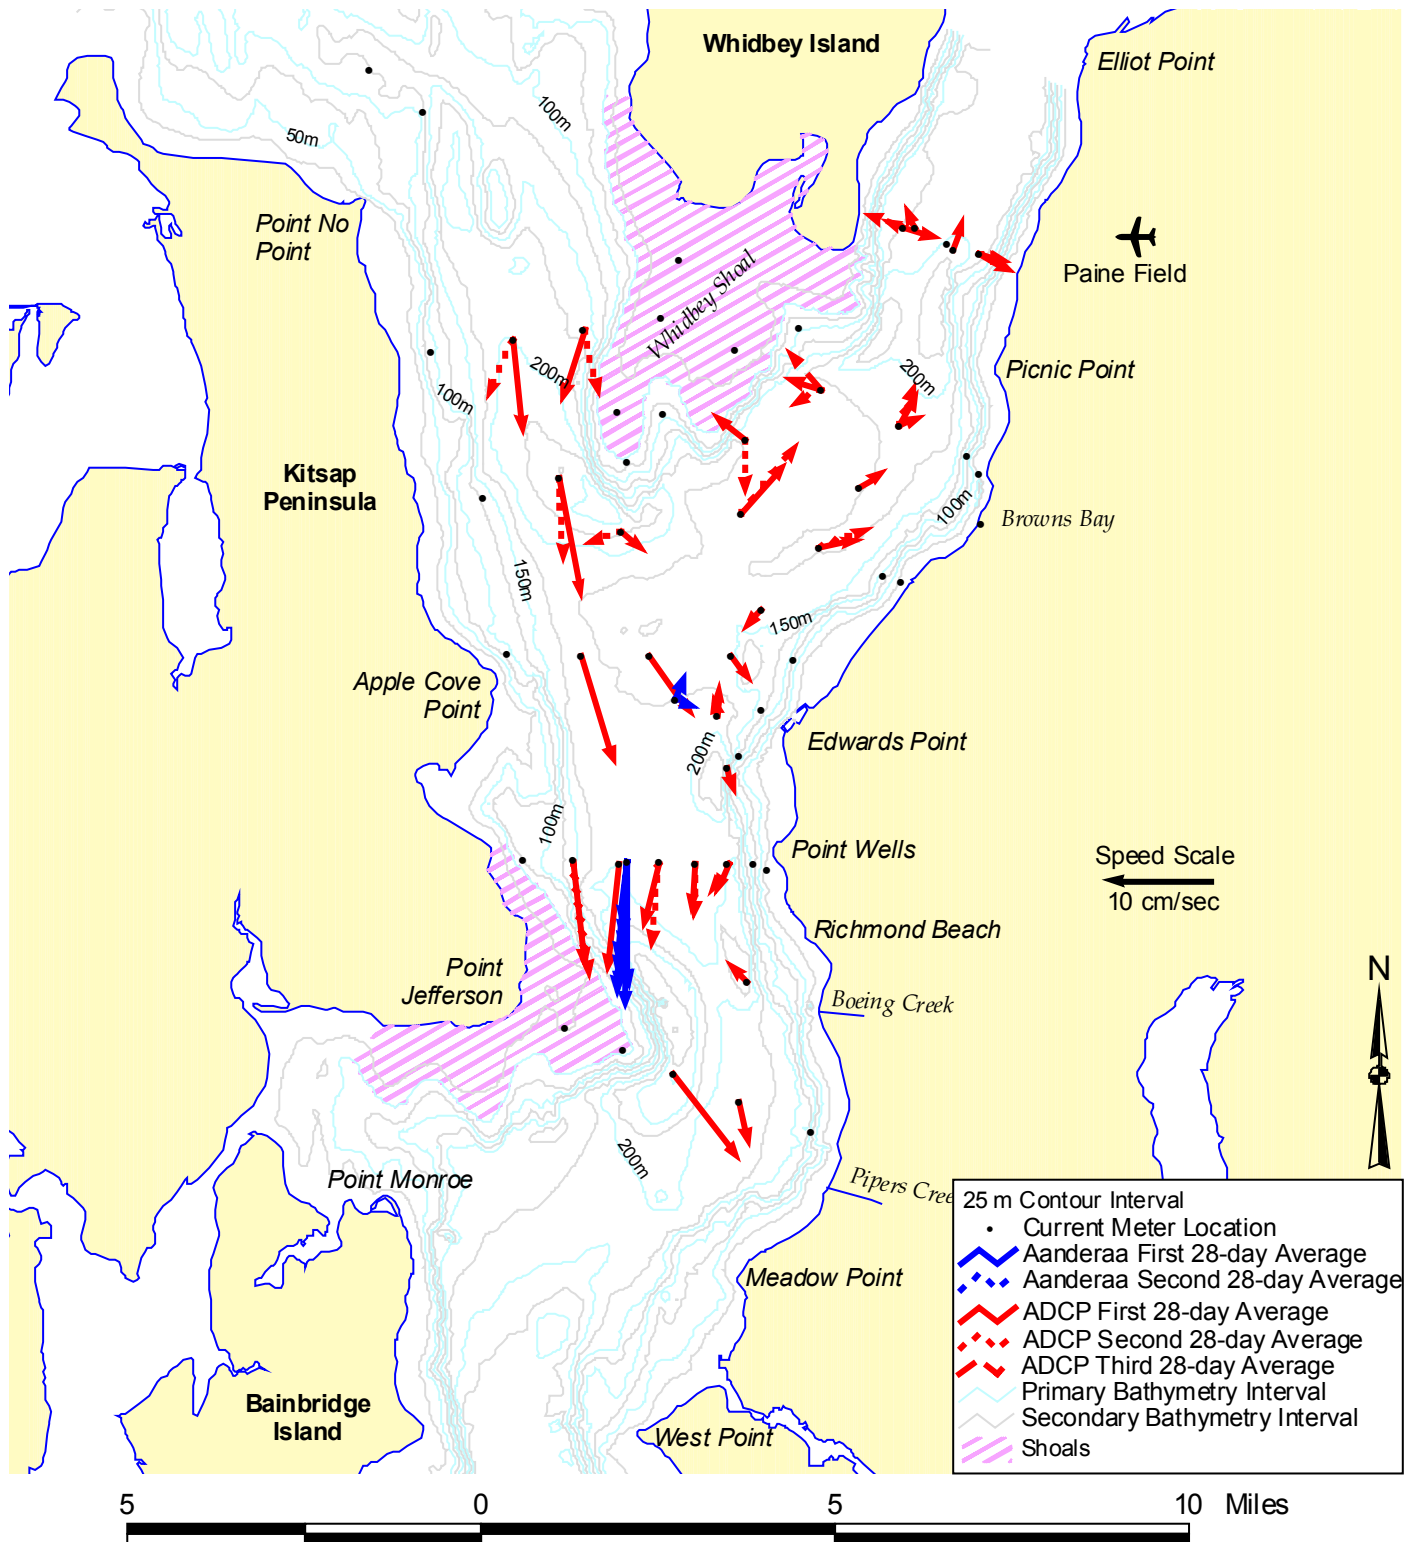 Whidbey Island
Elliot Point
100m
50m
Point No
Point
Paine Field
Whidbey Shoal
200m
200m
Picnic Point
100m
Kitsap
Peninsula
100m
Browns Bay
150m
150m
Apple Cove
Point
200m
Edwards Point
100m
Point Wells
Speed Scale
10 cm/sec
Richmond Beach
Point
Jefferson
N
Boeing Creek
200m
Point Monroe
Pipers Cree
25 m Contour Interval
Current Meter Location
Aanderaa First 28-day Average
Aanderaa Second 28-day Average
ADCP First 28-day Average
ADCP Second 28-day Average
ADCP Third 28-day Average
Primary Bathymetry Interval
Secondary Bathymetry Interval
Shoals
Meadow Point
Bainbridge
Island
West Point
5 0 5 10 Miles